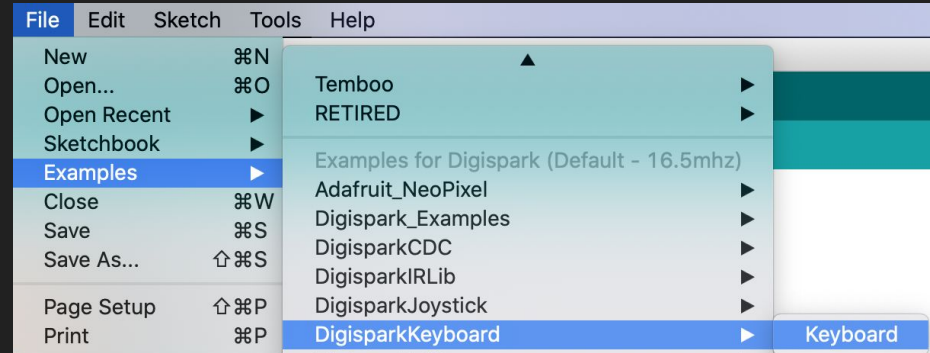 File Edit Sketch Tools Help
New ⌘N
Open... ⌘O
Open Recent ▶
Sketchbook ▶
Examples ▶
Close ⌘W
Save ⌘S
Save As... ⇧⌘S
Page Setup ⇧⌘P
Print ⌘P
▲
Temboo ▶
RETIRED ▶
Examples for Digispark (Default - 16.5mhz)
Adafruit_NeoPixel ▶
Digispark_Examples ▶
DigisparkCDC ▶
DigisparkIRLib ▶
DigisparkJoystick ▶
DigisparkKeyboard ▶
Keyboard